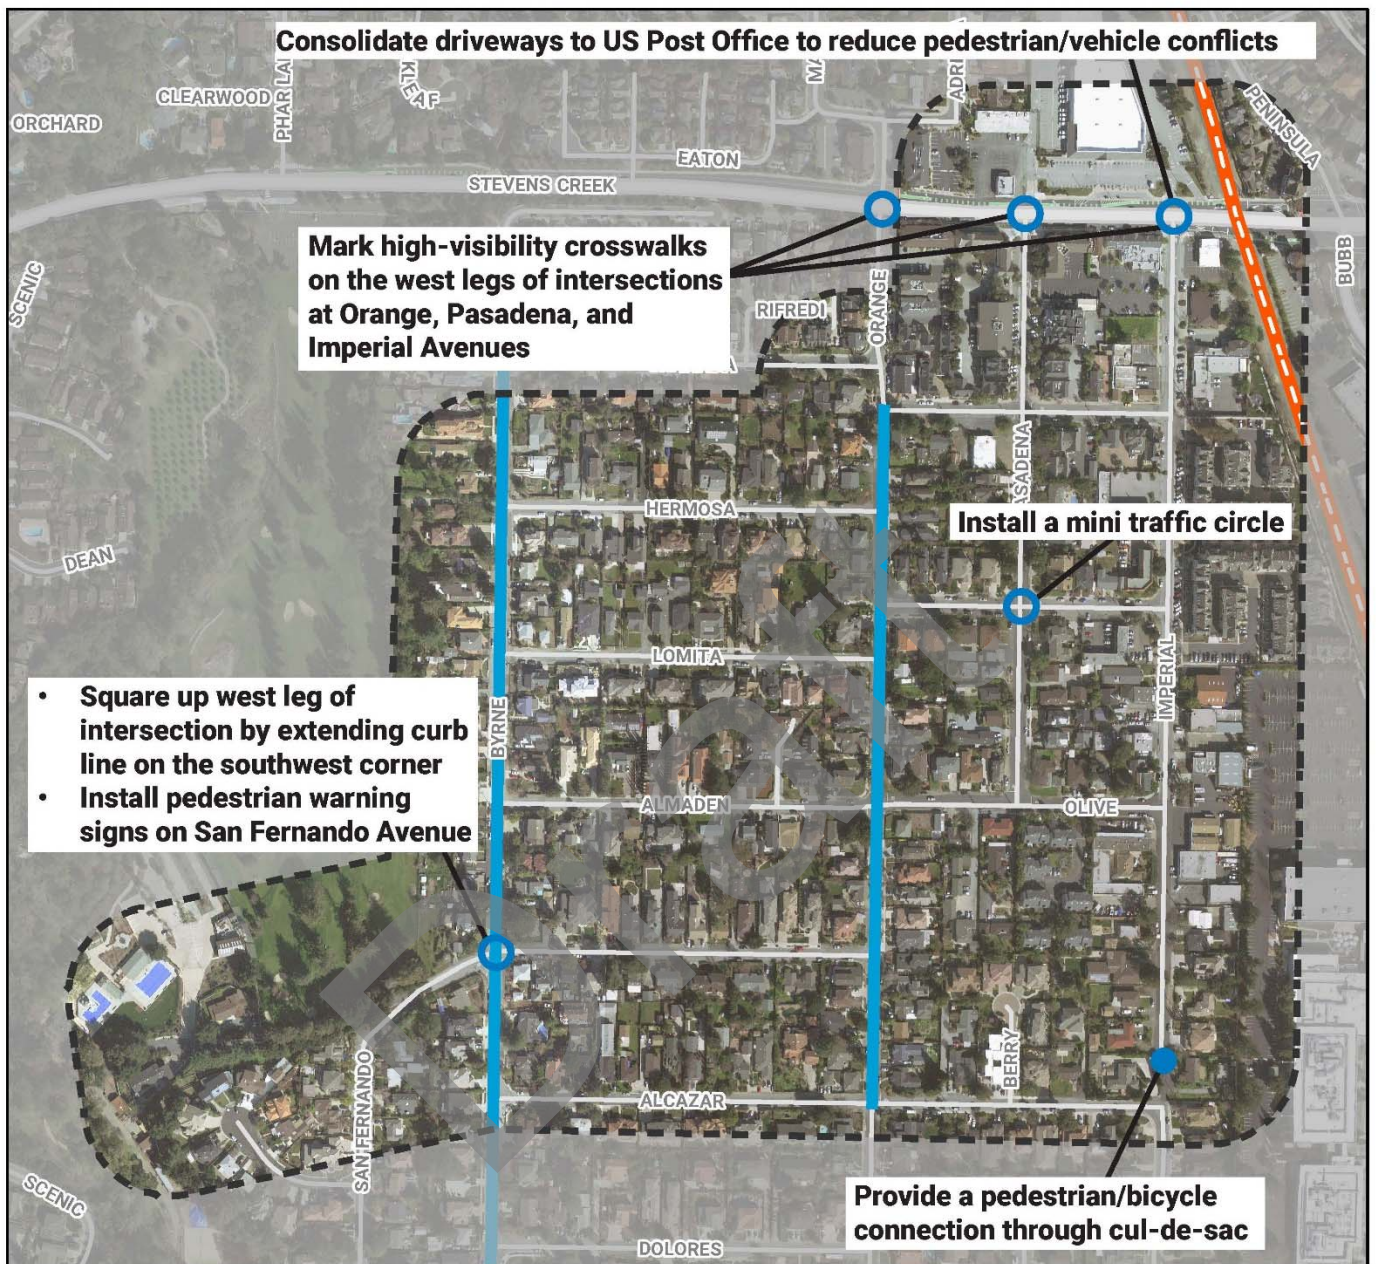 Consolidate driveways to US Post Office to reduce pedestrian/vehicle conflicts
CLEARWOOD
PHAR LA
AF
ORCHARD
EATON
PENINSULA
STEVENS CREEK
SCENIC
Mark high-visibility crosswalks
on the west legs of intersections
at Orange, Pasadena, and
Imperial Avenues
RIFREDI
ORANGE
BUBB
ASADENA
HERMOSA
Install a mini traffic circle
DEAN
LOMITA
IMPERIAL
BYRNE
• Square up west leg of
intersection by extending curb
line on the southwest corner
• Install pedestrian warning
signs on San Fernando Avenue
ALMADEN
OLIVE
Draft
BERRY
SAN FERNANDO
ALCAZAR
SCENIC
Provide a pedestrian/bicycle
connection through cul-de-sac
DOLORES